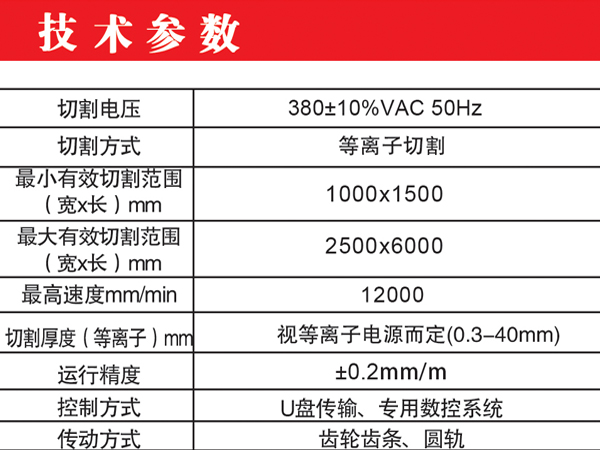 技术参数
切割电压 380±10%VAC 50Hz
切割方式 等离子切割
最小有效切割范围
（宽x长）mm 1000x1500
最大有效切割范围
（宽x长）mm 2500x6000
最高速度mm/min 12000
切割厚度（等离子）mm 视等离子电源而定(0.3–40mm)
运行精度 ±0.2mm/m
控制方式 U盘传输、专用数控系统
传动方式 齿轮齿条、圆轨